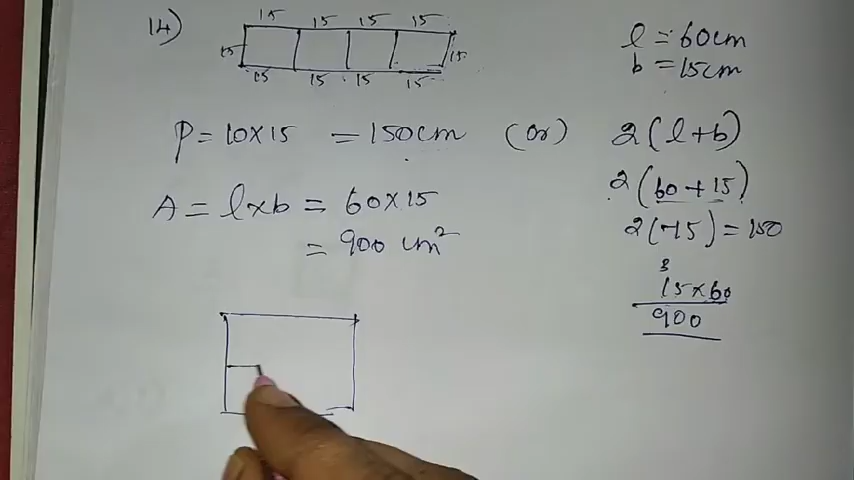 14)
15 15 15 15
15 15
15 15 15 15
l = 60cm
b = 15cm
P = 10×15 = 150cm (Or) 2(l+b)
2(60+15)
A = l×b = 60×15
2(75) = 150
= 900 cm²
3
15×60
900